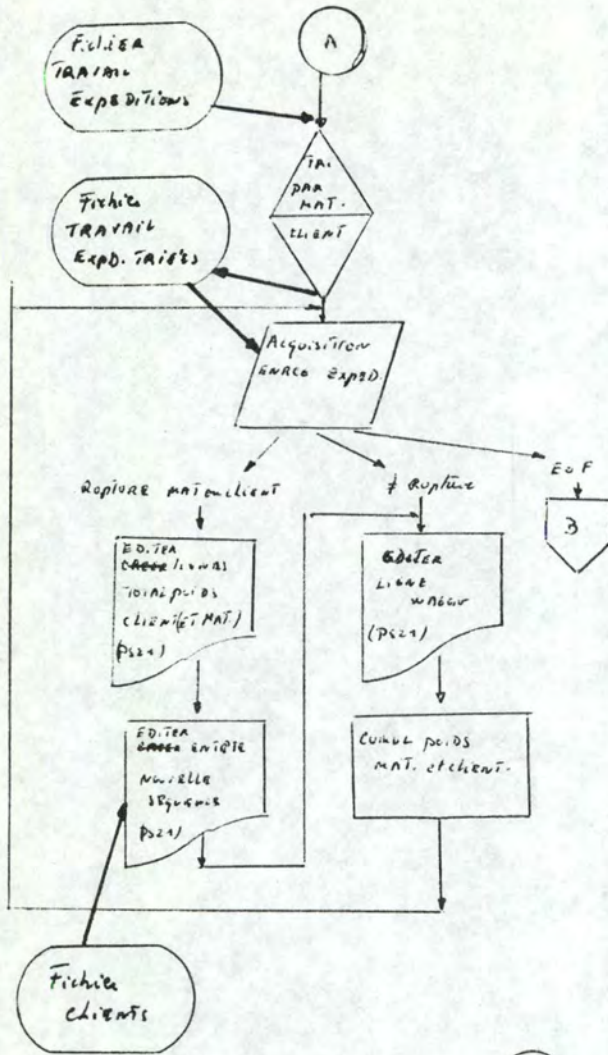 Fichier
TRAVAIL
EXPEDITIONS
A
TRI
PAR
MAT.
CLIENT
Fichier
TRAVAIL
EXPD. TRIÉES
Acquisition
ENREG EXPED.
RUPTURE MAT ou client
≠ Rupture
EOF
B
EDITER
LIGNES
TOTAL POIDS
CLIENT (ET MAT.)
(PS21)
EDITER
LIGNE
WAGON
(PS21)
EDITER
ENTÊTE
NOUVELLE
SEQUENCE
(PS21)
CUMUL POIDS
MAT. et client.
Fichier
clients